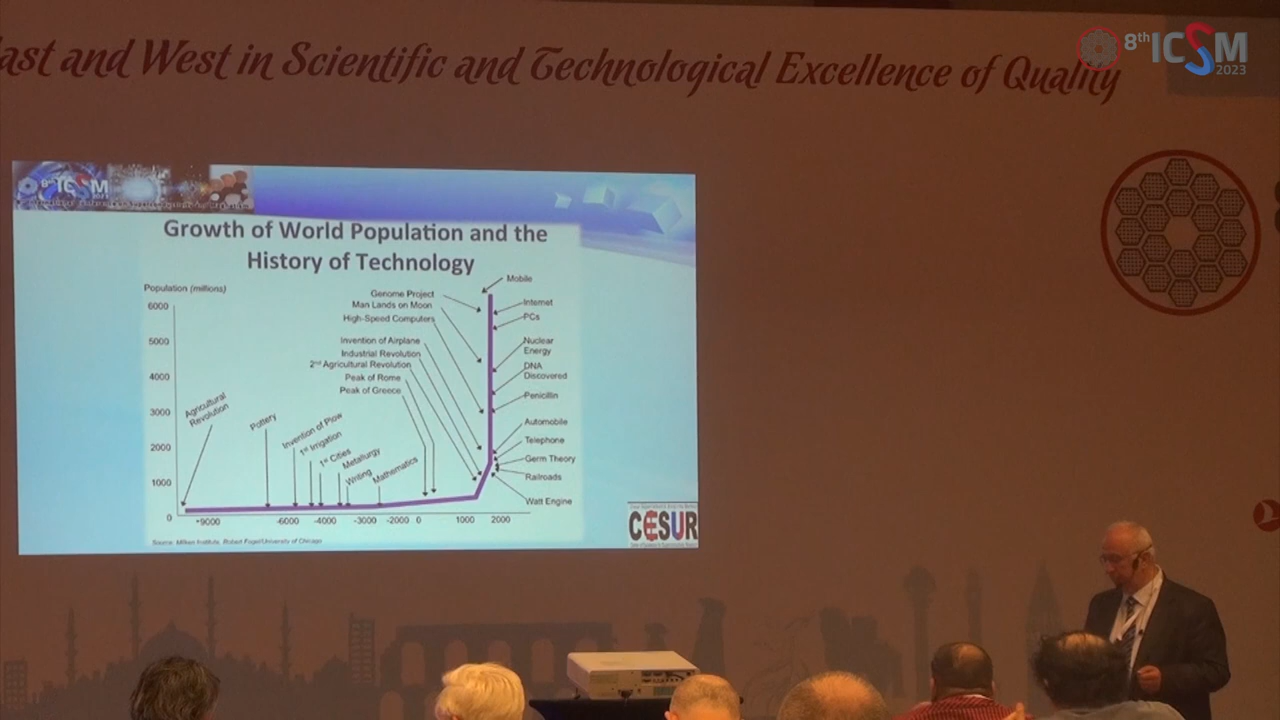 ast and West in Scientific and Technological Excellence of Quality
8th ICSM
2023
8th ICSM
Growth of World Population and the
History of Technology
Population (millions)
6000
5000
4000
3000
2000
1000
0
Agricultural
Revolution
Pottery
Invention of Plow
1st Irrigation
1st Cities
Metallurgy
Writing
Mathematics
Genome Project
Man Lands on Moon
High-Speed Computers
Invention of Airplane
Industrial Revolution
2nd Agricultural Revolution
Peak of Rome
Peak of Greece
Mobile
Internet
PCs
Nuclear
Energy
DNA
Discovered
Penicillin
Automobile
Telephone
Germ Theory
Railroads
Watt Engine
*9000 -6000 -4000 -3000 -2000 0 1000 2000
Source: Milken Institute, Robert Fogel/University of Chicago
CESUR